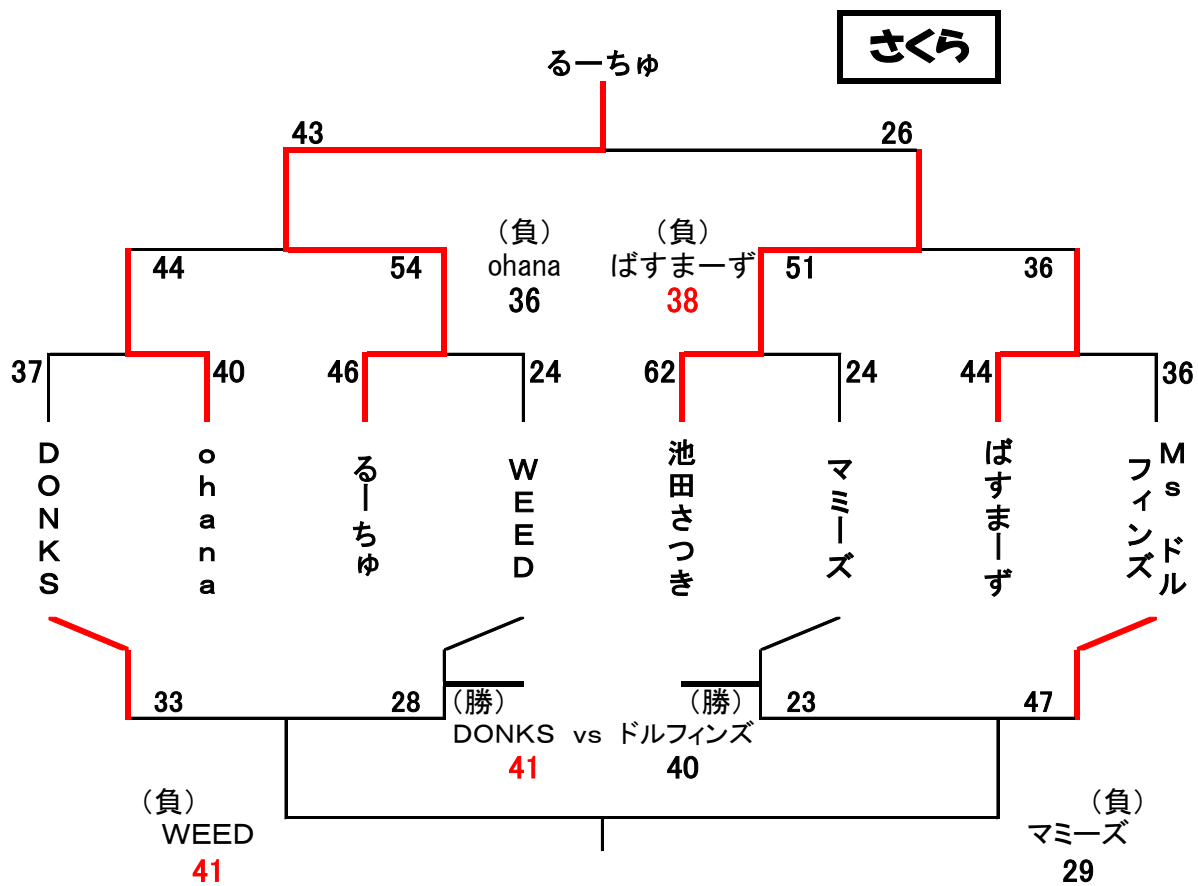 さくら
るーちゅ
43 26
(負) (負)
ohana ばすまーず
36 38
44 54 51 36
37 40 46 24 62 24 44 36
DONKS
ohana
るーちゅ
WEED
池田さつき
マミーズ
ばすまーず
Ms ドル
フィンズ
33 28 23 47
(勝) (勝)
DONKS vs ドルフィンズ
41 40
(負) (負)
WEED マミーズ
41 29